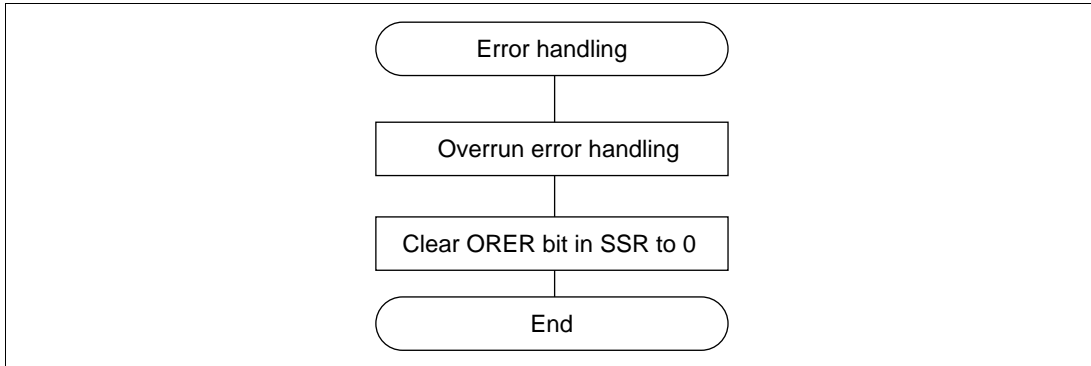 Error handling
Overrun error handling
Clear ORER bit in SSR to 0
End